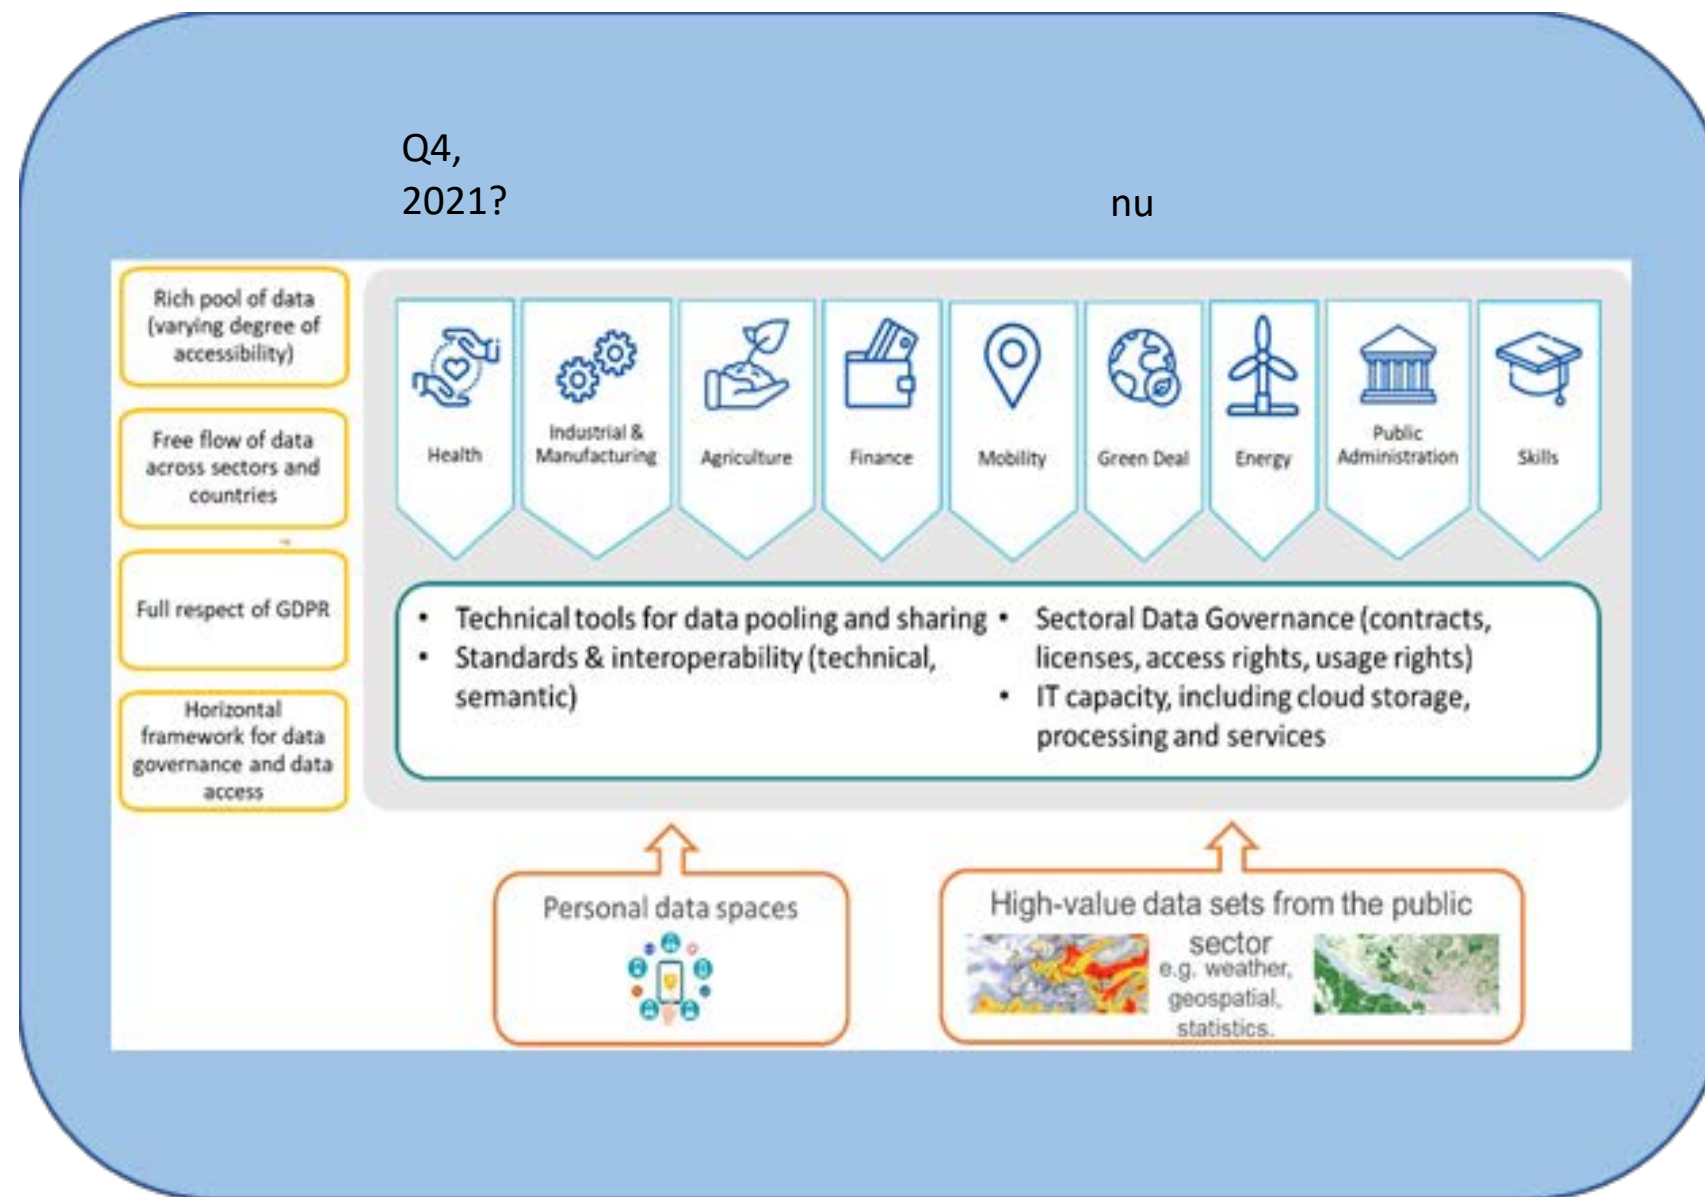 Q4,
2021?
nu
Rich pool of data
(varying degree of
accessibility)
Free flow of data
across sectors and
countries
Full respect of GDPR
Horizontal
framework for data
governance and data
access
Health
Industrial &
Manufacturing
Agriculture
Finance
Mobility
Green Deal
Energy
Public
Administration
Skills
• Technical tools for data pooling and sharing
• Standards & interoperability (technical,
semantic)
• Sectoral Data Governance (contracts,
licenses, access rights, usage rights)
• IT capacity, including cloud storage,
processing and services
Personal data spaces
High-value data sets from the public
sector
e.g. weather,
geospatial,
statistics.